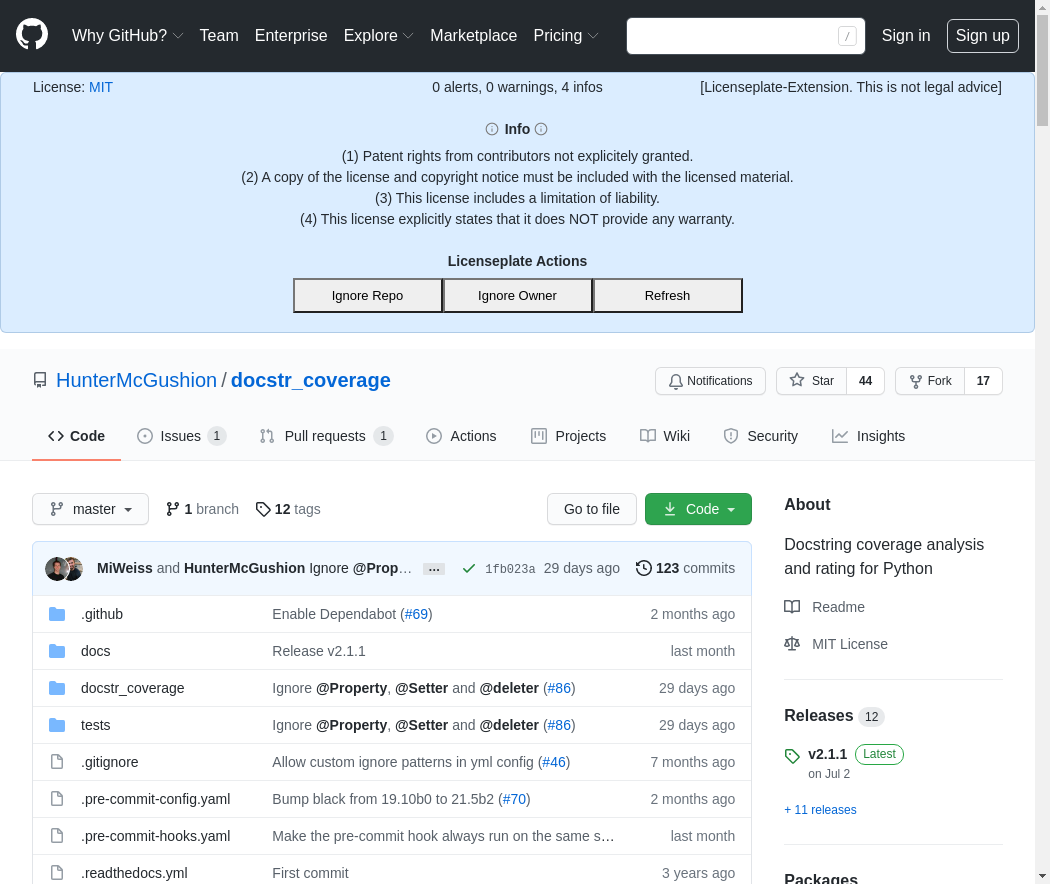 Why GitHub? Team Enterprise Explore Marketplace Pricing / Sign in Sign up
License: MIT 0 alerts, 0 warnings, 4 infos [Licenseplate-Extension. This is not legal advice]
Info
(1) Patent rights from contributors not explicitely granted.
(2) A copy of the license and copyright notice must be included with the licensed material.
(3) This license includes a limitation of liability.
(4) This license explicitly states that it does NOT provide any warranty.
Licenseplate Actions
Ignore Repo Ignore Owner Refresh
HunterMcGushion / docstr_coverage Notifications Star 44 Fork 17
Code Issues 1 Pull requests 1 Actions Projects Wiki Security Insights
master 1 branch 12 tags Go to file Code
MiWeiss and HunterMcGushion Ignore @Prop… ... 1fb023a 29 days ago 123 commits
.github Enable Dependabot (#69) 2 months ago
docs Release v2.1.1 last month
docstr_coverage Ignore @Property, @Setter and @deleter (#86) 29 days ago
tests Ignore @Property, @Setter and @deleter (#86) 29 days ago
.gitignore Allow custom ignore patterns in yml config (#46) 7 months ago
.pre-commit-config.yaml Bump black from 19.10b0 to 21.5b2 (#70) 2 months ago
.pre-commit-hooks.yaml Make the pre-commit hook always run on the same s… last month
.readthedocs.yml First commit 3 years ago
About
Docstring coverage analysis
and rating for Python
Readme
MIT License
Releases 12
v2.1.1 Latest
on Jul 2
+ 11 releases
Packages